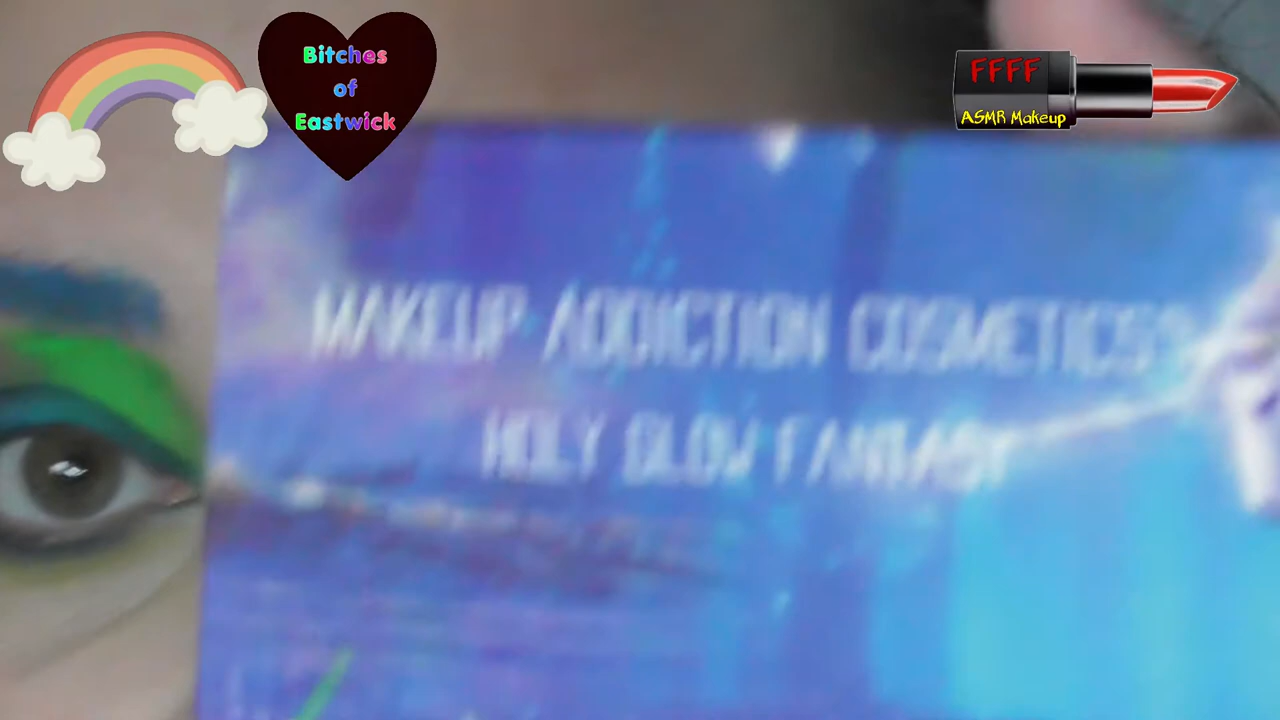 Bitches
of
Eastwick
FFFF
ASMR Makeup
MAKEUP ADDICTION COSMETICS
HOLY GLOW FANTASY